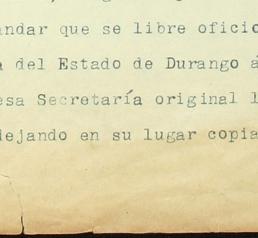 andar que se libre oficio
a del Estado de Durango a
esa Secretaría original l
dejando en su lugar copia